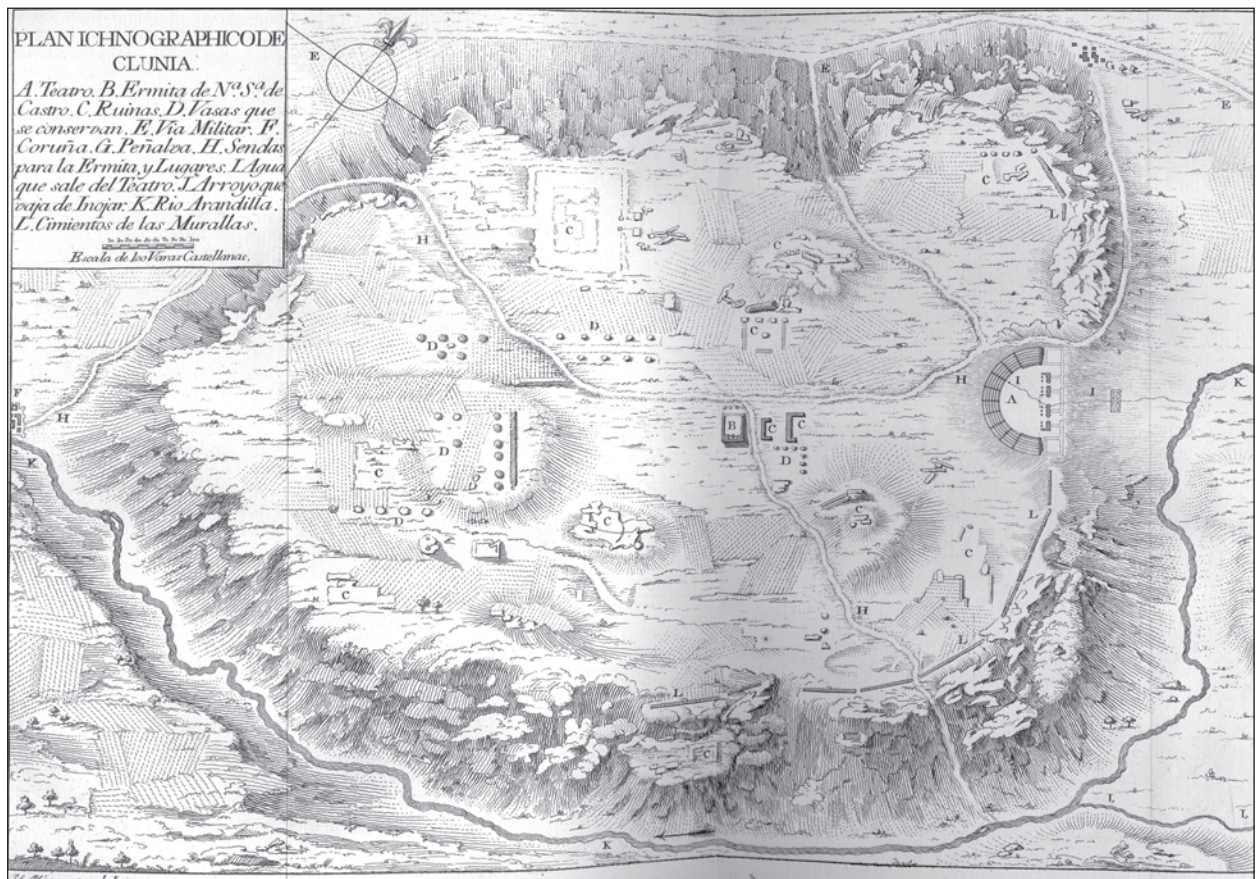 PLAN ICHNOGRAPHICO DE
CLUNIA.
A. Teatro. B. Ermita de Nª. Sª. de
Castro. C. Ruinas. D. Vasas que
se conservan. E. Via Militar. F.
Coruña. G. Peñalva. H. Sendas
para la Ermita, y Lugares. I. Agua
que sale del Teatro. J. Arroyo que
vaja de Inojar. K. Rio Arandilla.
L. Cimientos de las Murallas.
Escala de 100 Varas Castellanas.
E
E
G
E
C
L
C
H
C
D
C
D
H
I
A
I
K
F
H
B
C
C
K
D
C
D
D
C
C
L
C
C
H
L
L
C
K
L
L